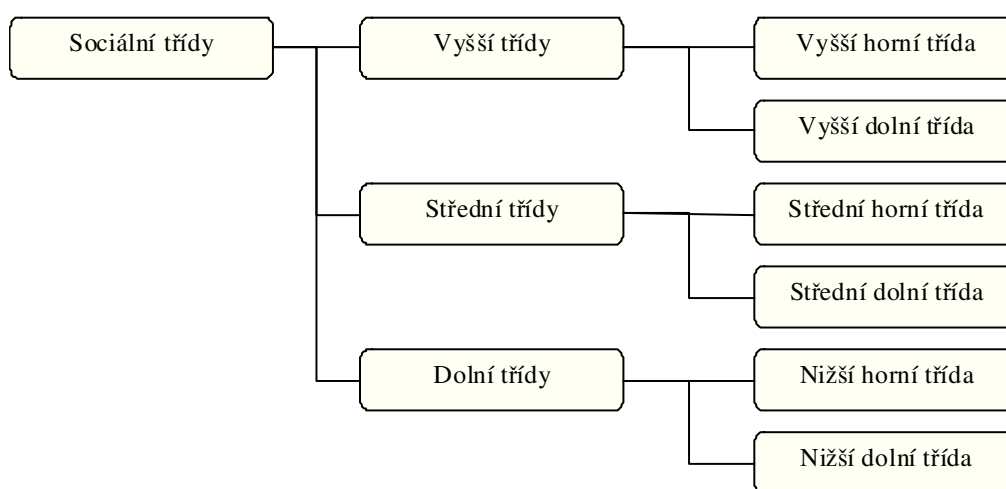 Sociální třídy
Vyšší třídy
Vyšší horní třída
Vyšší dolní třída
Střední třídy
Střední horní třída
Střední dolní třída
Dolní třídy
Nižší horní třída
Nižší dolní třída